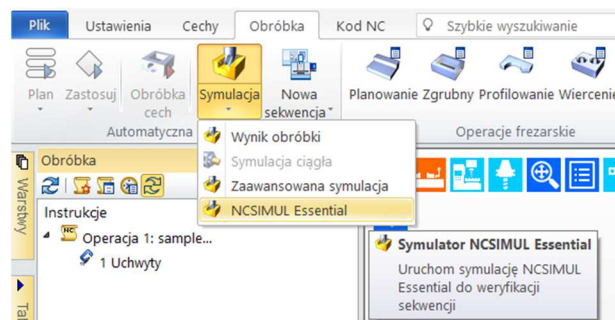 Plik Ustawienia Cechy Obróbka Kod NC Szybkie wyszukiwanie
Plan Zastosuj Obróbka cech Symulacja Nowa sekwencja Planowanie Zgrubny Profilowanie Wiercenie
Automatyczna Operacje frezarskie
Wynik obróbki
Symulacja ciągła
Zaawansowana symulacja
NCSIMUL Essential
Warstwy
Obróbka
Instrukcje
NC Operacja 1: sample...
1 Uchwyty
Symulator NCSIMUL Essential
Uruchom symulację NCSIMUL
Essential do weryfikacji
sekwencji